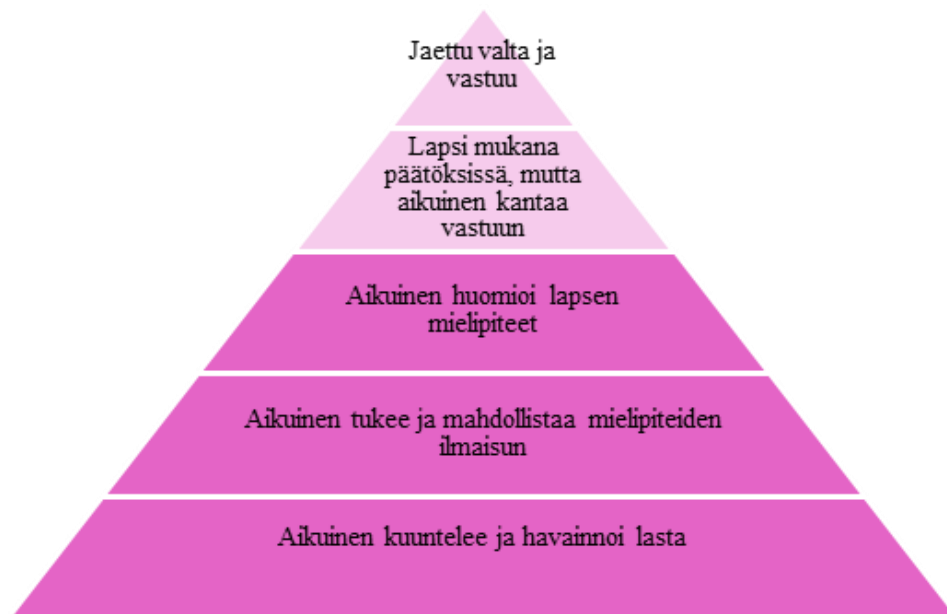 Jaettu valta ja
vastuu
Lapsi mukana
päätöksissä, mutta
aikuinen kantaa
vastuun
Aikuinen huomioi lapsen
mielipiteet
Aikuinen tukee ja mahdollistaa mielipiteiden
ilmaisun
Aikuinen kuuntelee ja havainnoi lasta